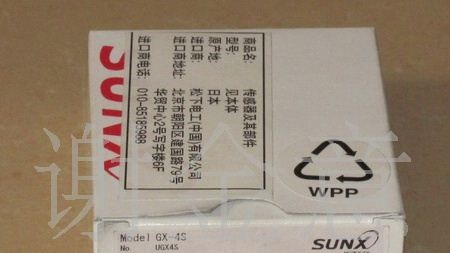 SUNX
商品名: 传感器及其部件
型号: 见本体
原产地: 日本
进口商: 松下电工(中国)有限公司
进口商地址: 北京市朝阳区建国路79号
华贸中心2号写字楼6F
进口商电话: 010-85185988
WPP
Model GX-4S
No. UGX4S
SUNX